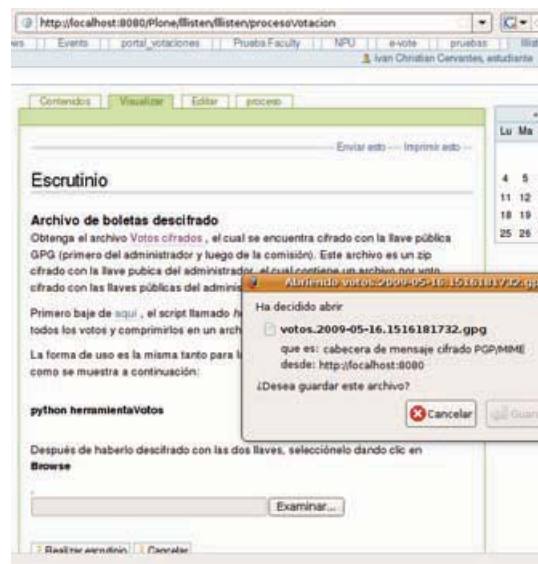 http://localhost:8080/Plone/lllisten/lllisten/procesoVotacion
Events portal_votaciones Prueba Faculty NPU e-vote pruebas
Ivan Christian Cervantes, estudiante
Contenidos Visualizar Editar proceso
Enviar esto — Imprimir esto —
Lu Ma
4 5
11 12
18 19
25 26
Escrutinio
Archivo de boletas descifrado
Obtenga el archivo Votos cifrados , el cual se encuentra cifrado con la llave pública
GPG (primero del administrador y luego de la comisión). Este archivo es un zip
cifrado con la llave pubica del administrador, el cual contiene un archivo por voto
cifrado con las llaves públicas del adminis
Primero baje de aqui , el script llamado
todos los votos y comprimirlos en un arch
La forma de uso es la misma tanto para
como se muestra a continuación:
python herramientaVotos
Después de haberlo descifrado con las dos llaves, selecciónelo dando clic en
Browse
Examinar...
Realizar escrutinio Cancelar
Abriendo votos.2009-05-16.1516181732.gp
Ha decidido abrir
votos.2009-05-16.1516181732.gpg
que es: cabecera de mensaje cifrado PGP/MIME
desde: http://localhost:8080
¿Desea guardar este archivo?
Cancelar Guar